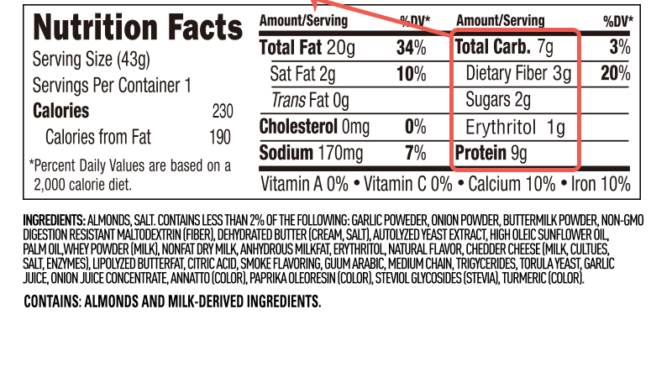 Nutrition Facts
Serving Size (43g)
Servings Per Container 1
Calories 230
Calories from Fat 190
*Percent Daily Values are based on a
2,000 calorie diet.
Amount/Serving %DV*
Total Fat 20g 34%
Sat Fat 2g 10%
Trans Fat 0g
Cholesterol 0mg 0%
Sodium 170mg 7%
Amount/Serving %DV*
Total Carb. 7g 3%
Dietary Fiber 3g 20%
Sugars 2g
Erythritol 1g
Protein 9g
Vitamin A 0% • Vitamin C 0% • Calcium 10% • Iron 10%
INGREDIENTS: ALMONDS, SALT. CONTAINS LESS THAN 2% OF THE FOLLOWING: GARLIC POWEDER, ONION POWDER, BUTTERMILK POWDER, NON-GMO
DIGESTION RESISTANT MALTODEXTRIN (FIBER), DEHYDRATED BUTTER (CREAM, SALT), AUTOLYZED YEAST EXTRACT, HIGH OLEIC SUNFLOWER OIL,
PALM OIL,WHEY POWDER (MILK), NONFAT DRY MILK, ANHYDROUS MILKFAT, ERYTHRITOL, NATURAL FLAVOR, CHEDDER CHEESE (MILK, CULTUES,
SALT, ENZYMES), LIPOLYZED BUTTERFAT, CITRIC ACID, SMOKE FLAVORING, GUUM ARABIC, MEDIUM CHAIN, TRIGYCERIDES, TORULA YEAST, GARLIC
JUICE, ONION JUICE CONCENTRATE, ANNATTO (COLOR), PAPRIKA OLEORESIN (COLOR), STEVIOL GLYCOSIDES (STEVIA), TURMERIC (COLOR).
CONTAINS: ALMONDS AND MILK-DERIVED INGREDIENTS.